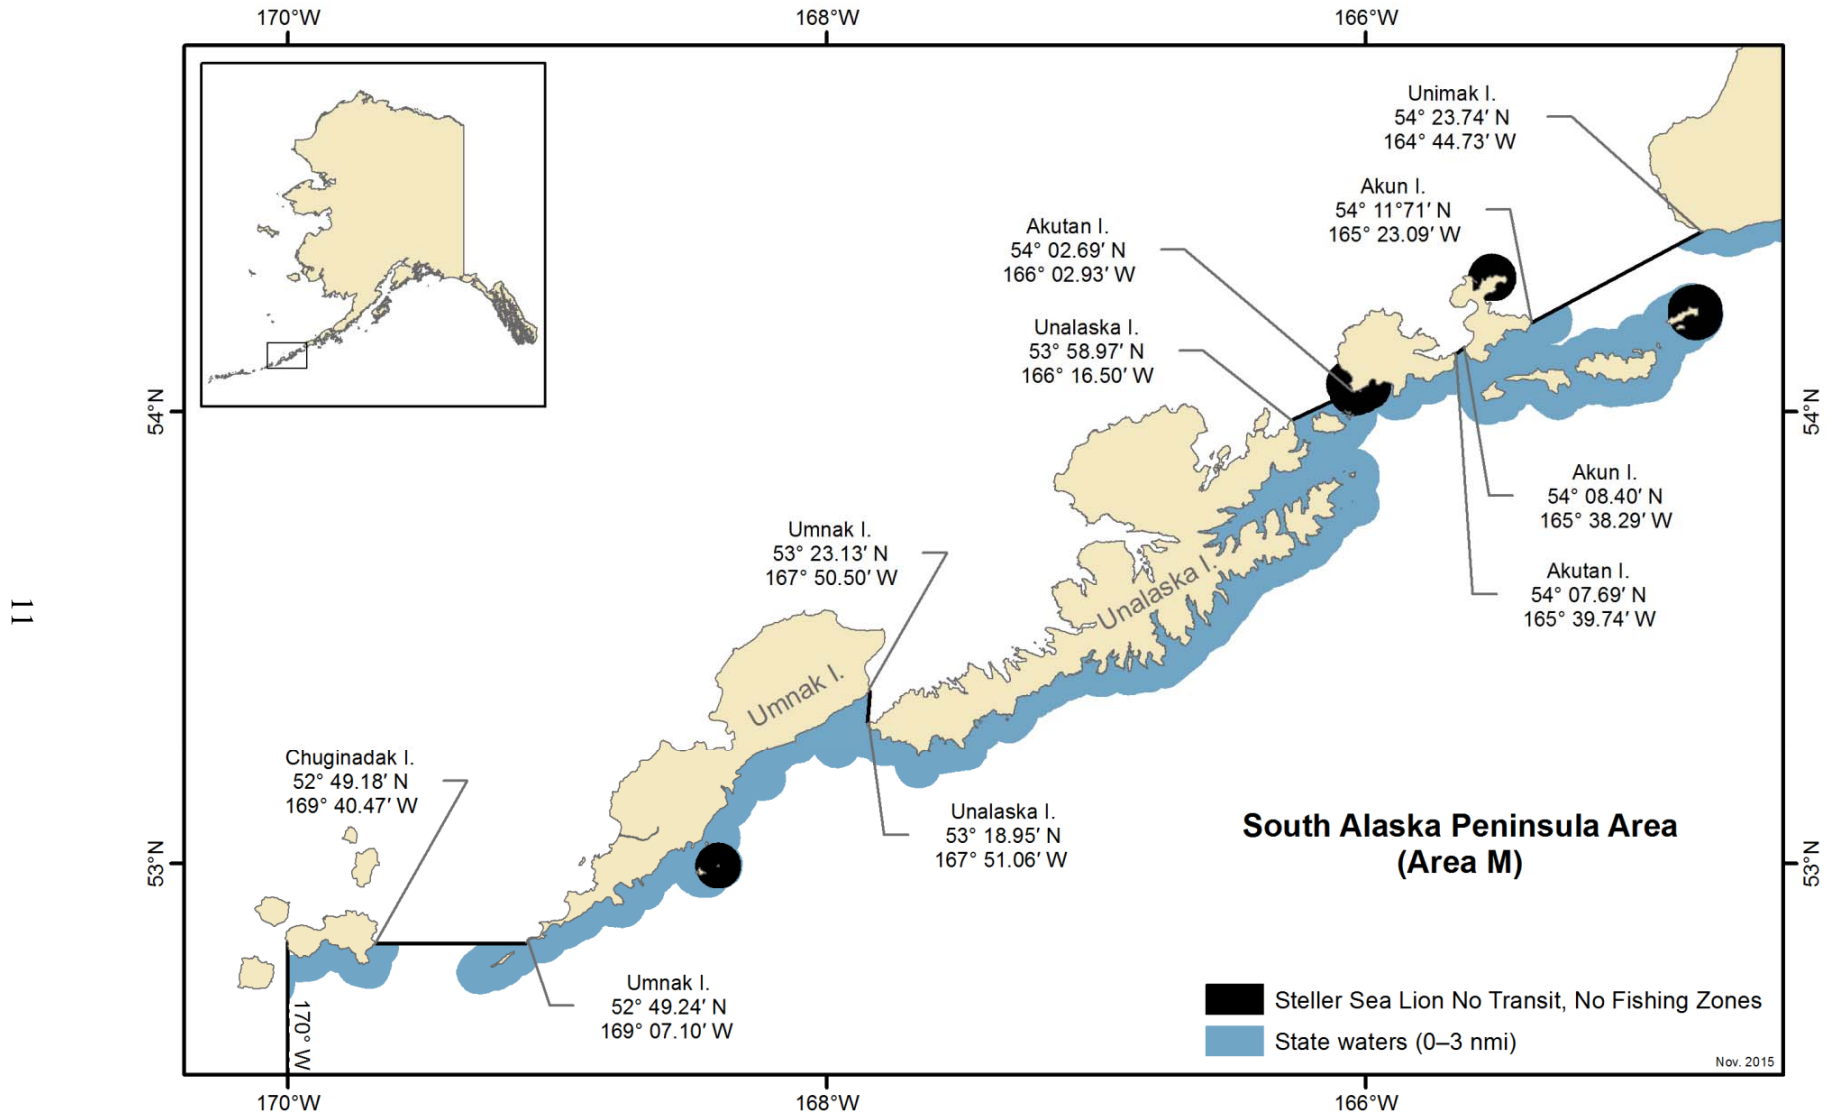 170°W
168°W
166°W
Unimak I.
54° 23.74′ N
164° 44.73′ W
Akun I.
54° 11°71′ N
165° 23.09′ W
Akutan I.
54° 02.69′ N
166° 02.93′ W
Unalaska I.
53° 58.97′ N
166° 16.50′ W
54°N
54°N
Akun I.
54° 08.40′ N
165° 38.29′ W
Umnak I.
53° 23.13′ N
167° 50.50′ W
Akutan I.
54° 07.69′ N
165° 39.74′ W
Unalaska I.
11
Umnak I.
Chuginadak I.
52° 49.18′ N
169° 40.47′ W
Unalaska I.
53° 18.95′ N
167° 51.06′ W
South Alaska Peninsula Area
(Area M)
53°N
53°N
Umnak I.
52° 49.24′ N
169° 07.10′ W
170° W
Steller Sea Lion No Transit, No Fishing Zones
State waters (0–3 nmi)
Nov. 2015
170°W
168°W
166°W